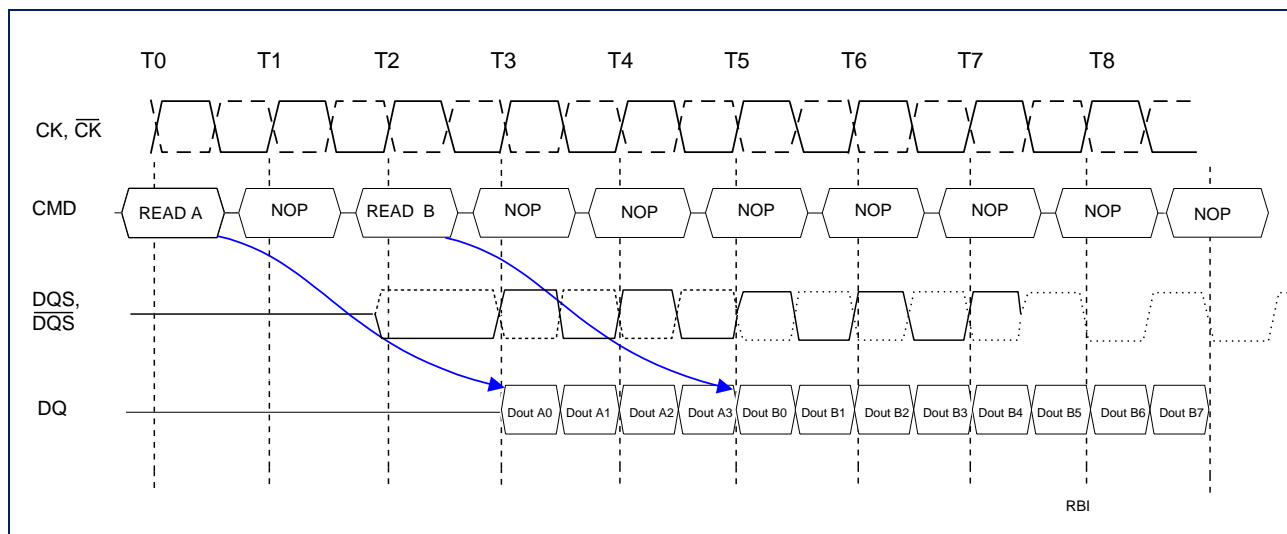 T0 T1 T2 T3 T4 T5 T6 T7 T8
CK, CK
CMD READ A NOP READ B NOP NOP NOP NOP NOP NOP NOP
DQS,
DQS
DQ Dout A0 Dout A1 Dout A2 Dout A3 Dout B0 Dout B1 Dout B2 Dout B3 Dout B4 Dout B5 Dout B6 Dout B7
RBI